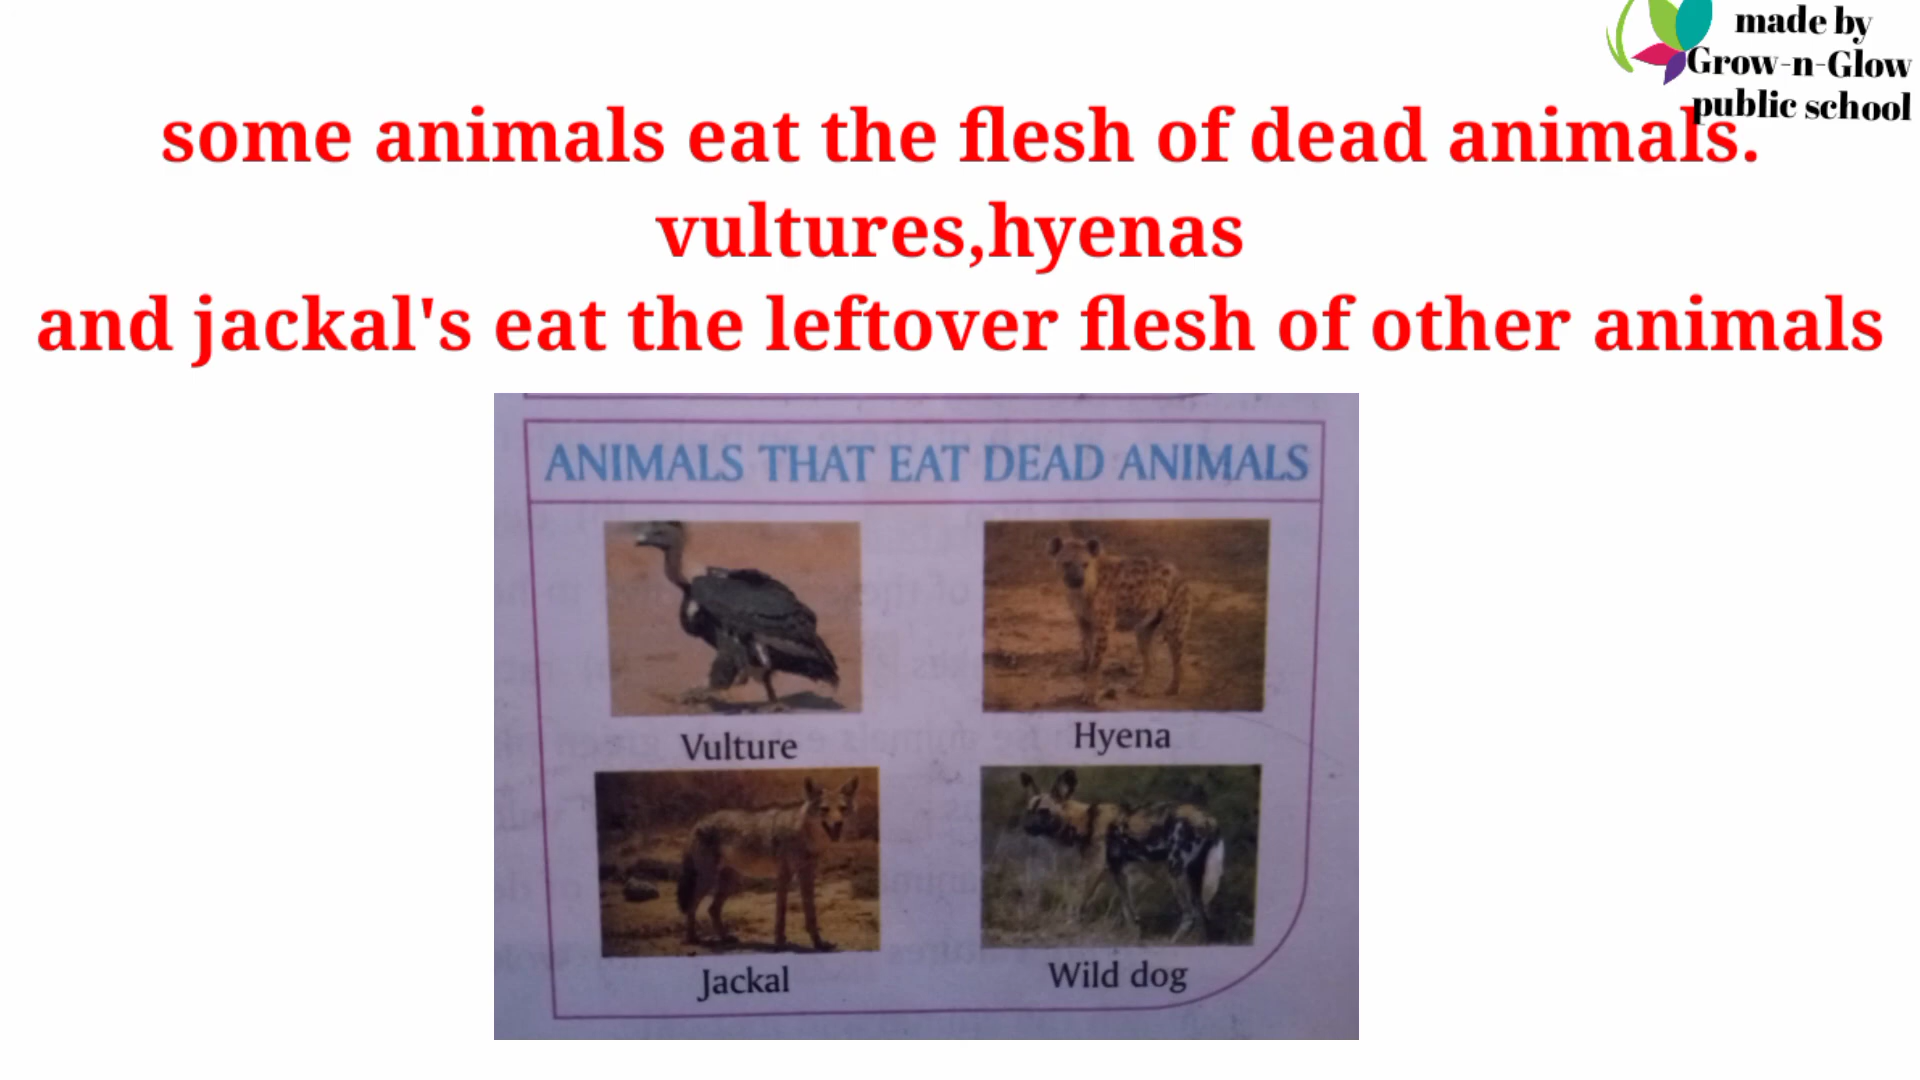 made by
Grow-n-Glow
public school
some animals eat the flesh of dead animals.
vultures,hyenas
and jackal's eat the leftover flesh of other animals
ANIMALS THAT EAT DEAD ANIMALS
Vulture
Hyena
Jackal
Wild dog